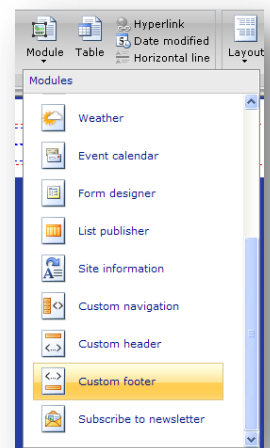 Module
Table
Hyperlink
Date modified
Horizontal line
Layout
Modules
Weather
Event calendar
Form designer
List publisher
Site information
Custom navigation
Custom header
Custom footer
Subscribe to newsletter